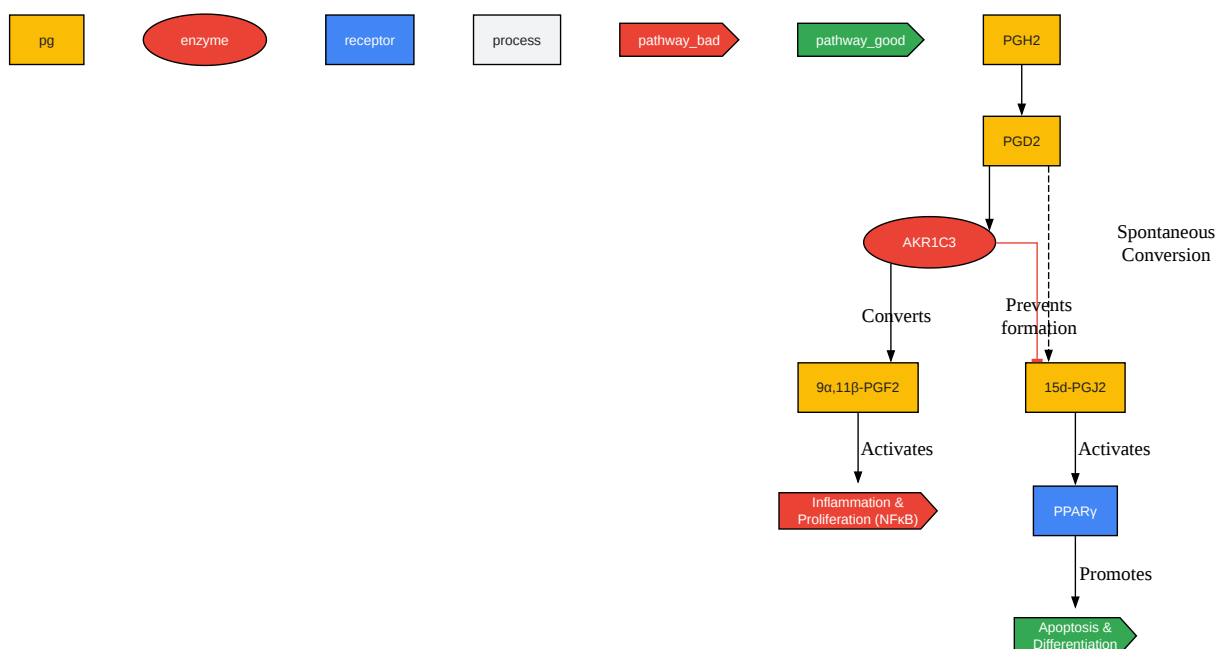 pg
enzyme
receptor
process
pathway_bad
pathway_good
PGH2
PGD2
AKR1C3
Spontaneous
Conversion
Converts
Prevents
formation
9α,11β-PGF2
15d-PGJ2
Activates
Activates
Inflammation &
Proliferation (NFκB)
PPARγ
Promotes
Apoptosis &
Differentiation